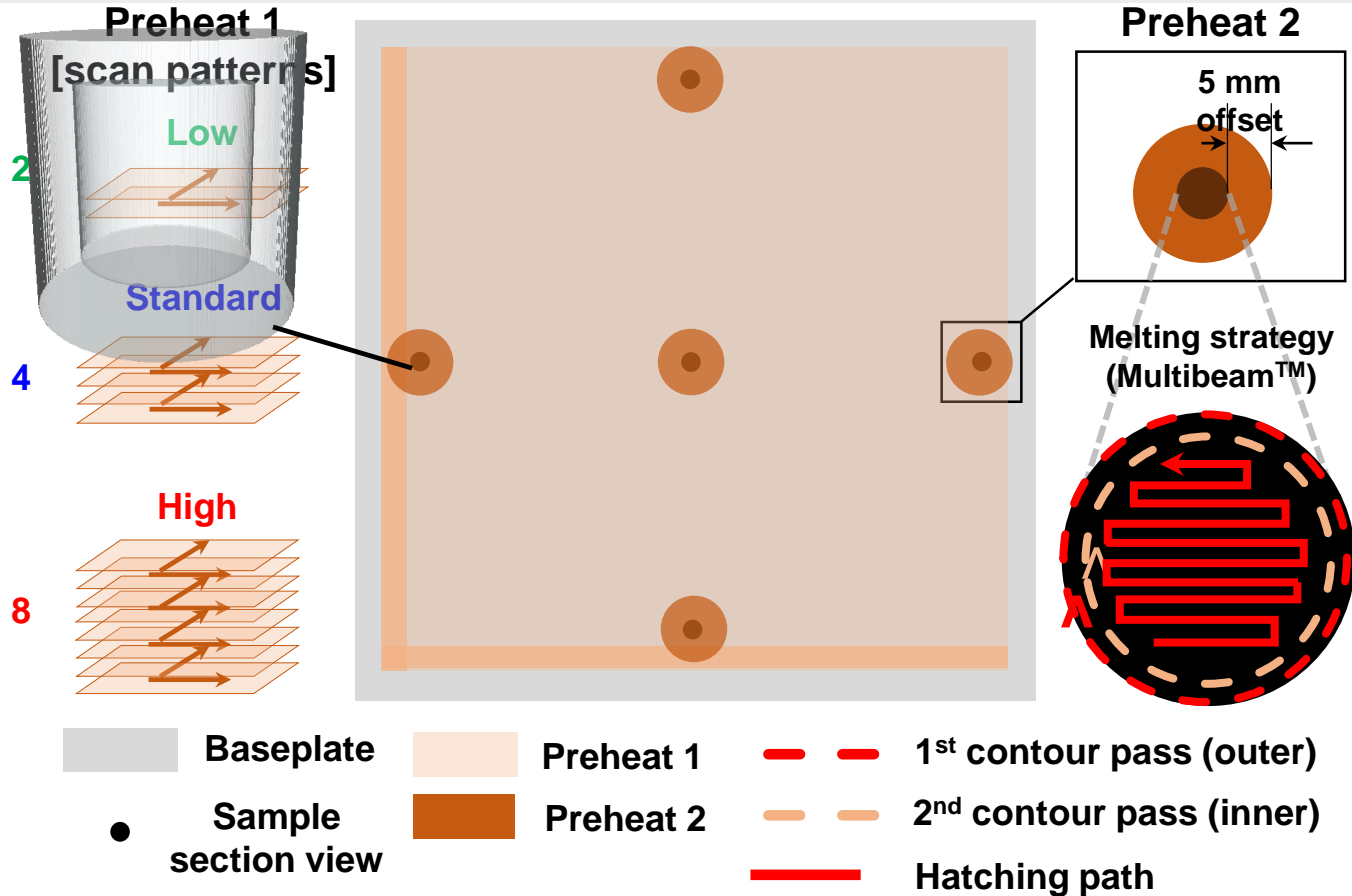 Preheat 1
[scan patterns]
Low
2
Standard
4
High
8
Preheat 2
5 mm
offset
Melting strategy
(Multibeam™)
Baseplate
Sample
section view
Preheat 1
Preheat 2
1st contour pass (outer)
2nd contour pass (inner)
Hatching path